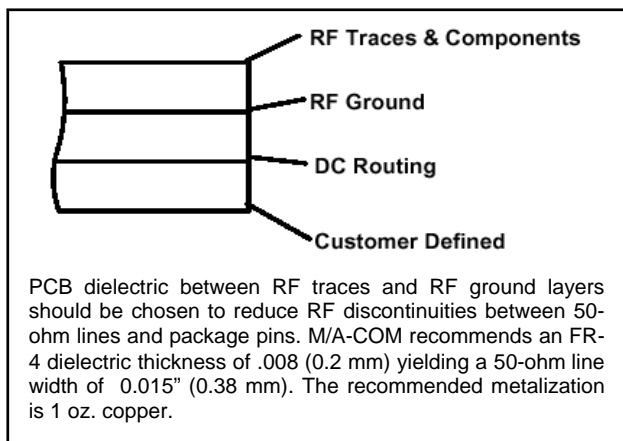 RF Traces & Components
RF Ground
DC Routing
Customer Defined
PCB dielectric between RF traces and RF ground layers
should be chosen to reduce RF discontinuities between 50-
ohm lines and package pins. M/A-COM recommends an FR-
4 dielectric thickness of .008 (0.2 mm) yielding a 50-ohm line
width of 0.015” (0.38 mm). The recommended metalization
is 1 oz. copper.